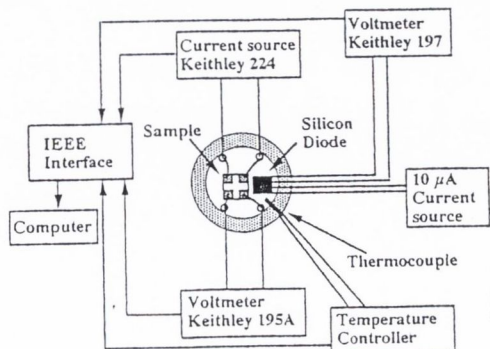 Voltmeter
Keithley 197
Current source
Keithley 224
Sample
Silicon
Diode
IEEE
Interface
10 µA
Current
source
Computer
Thermocouple
Voltmeter
Keithley 195A
Temperature
Controller